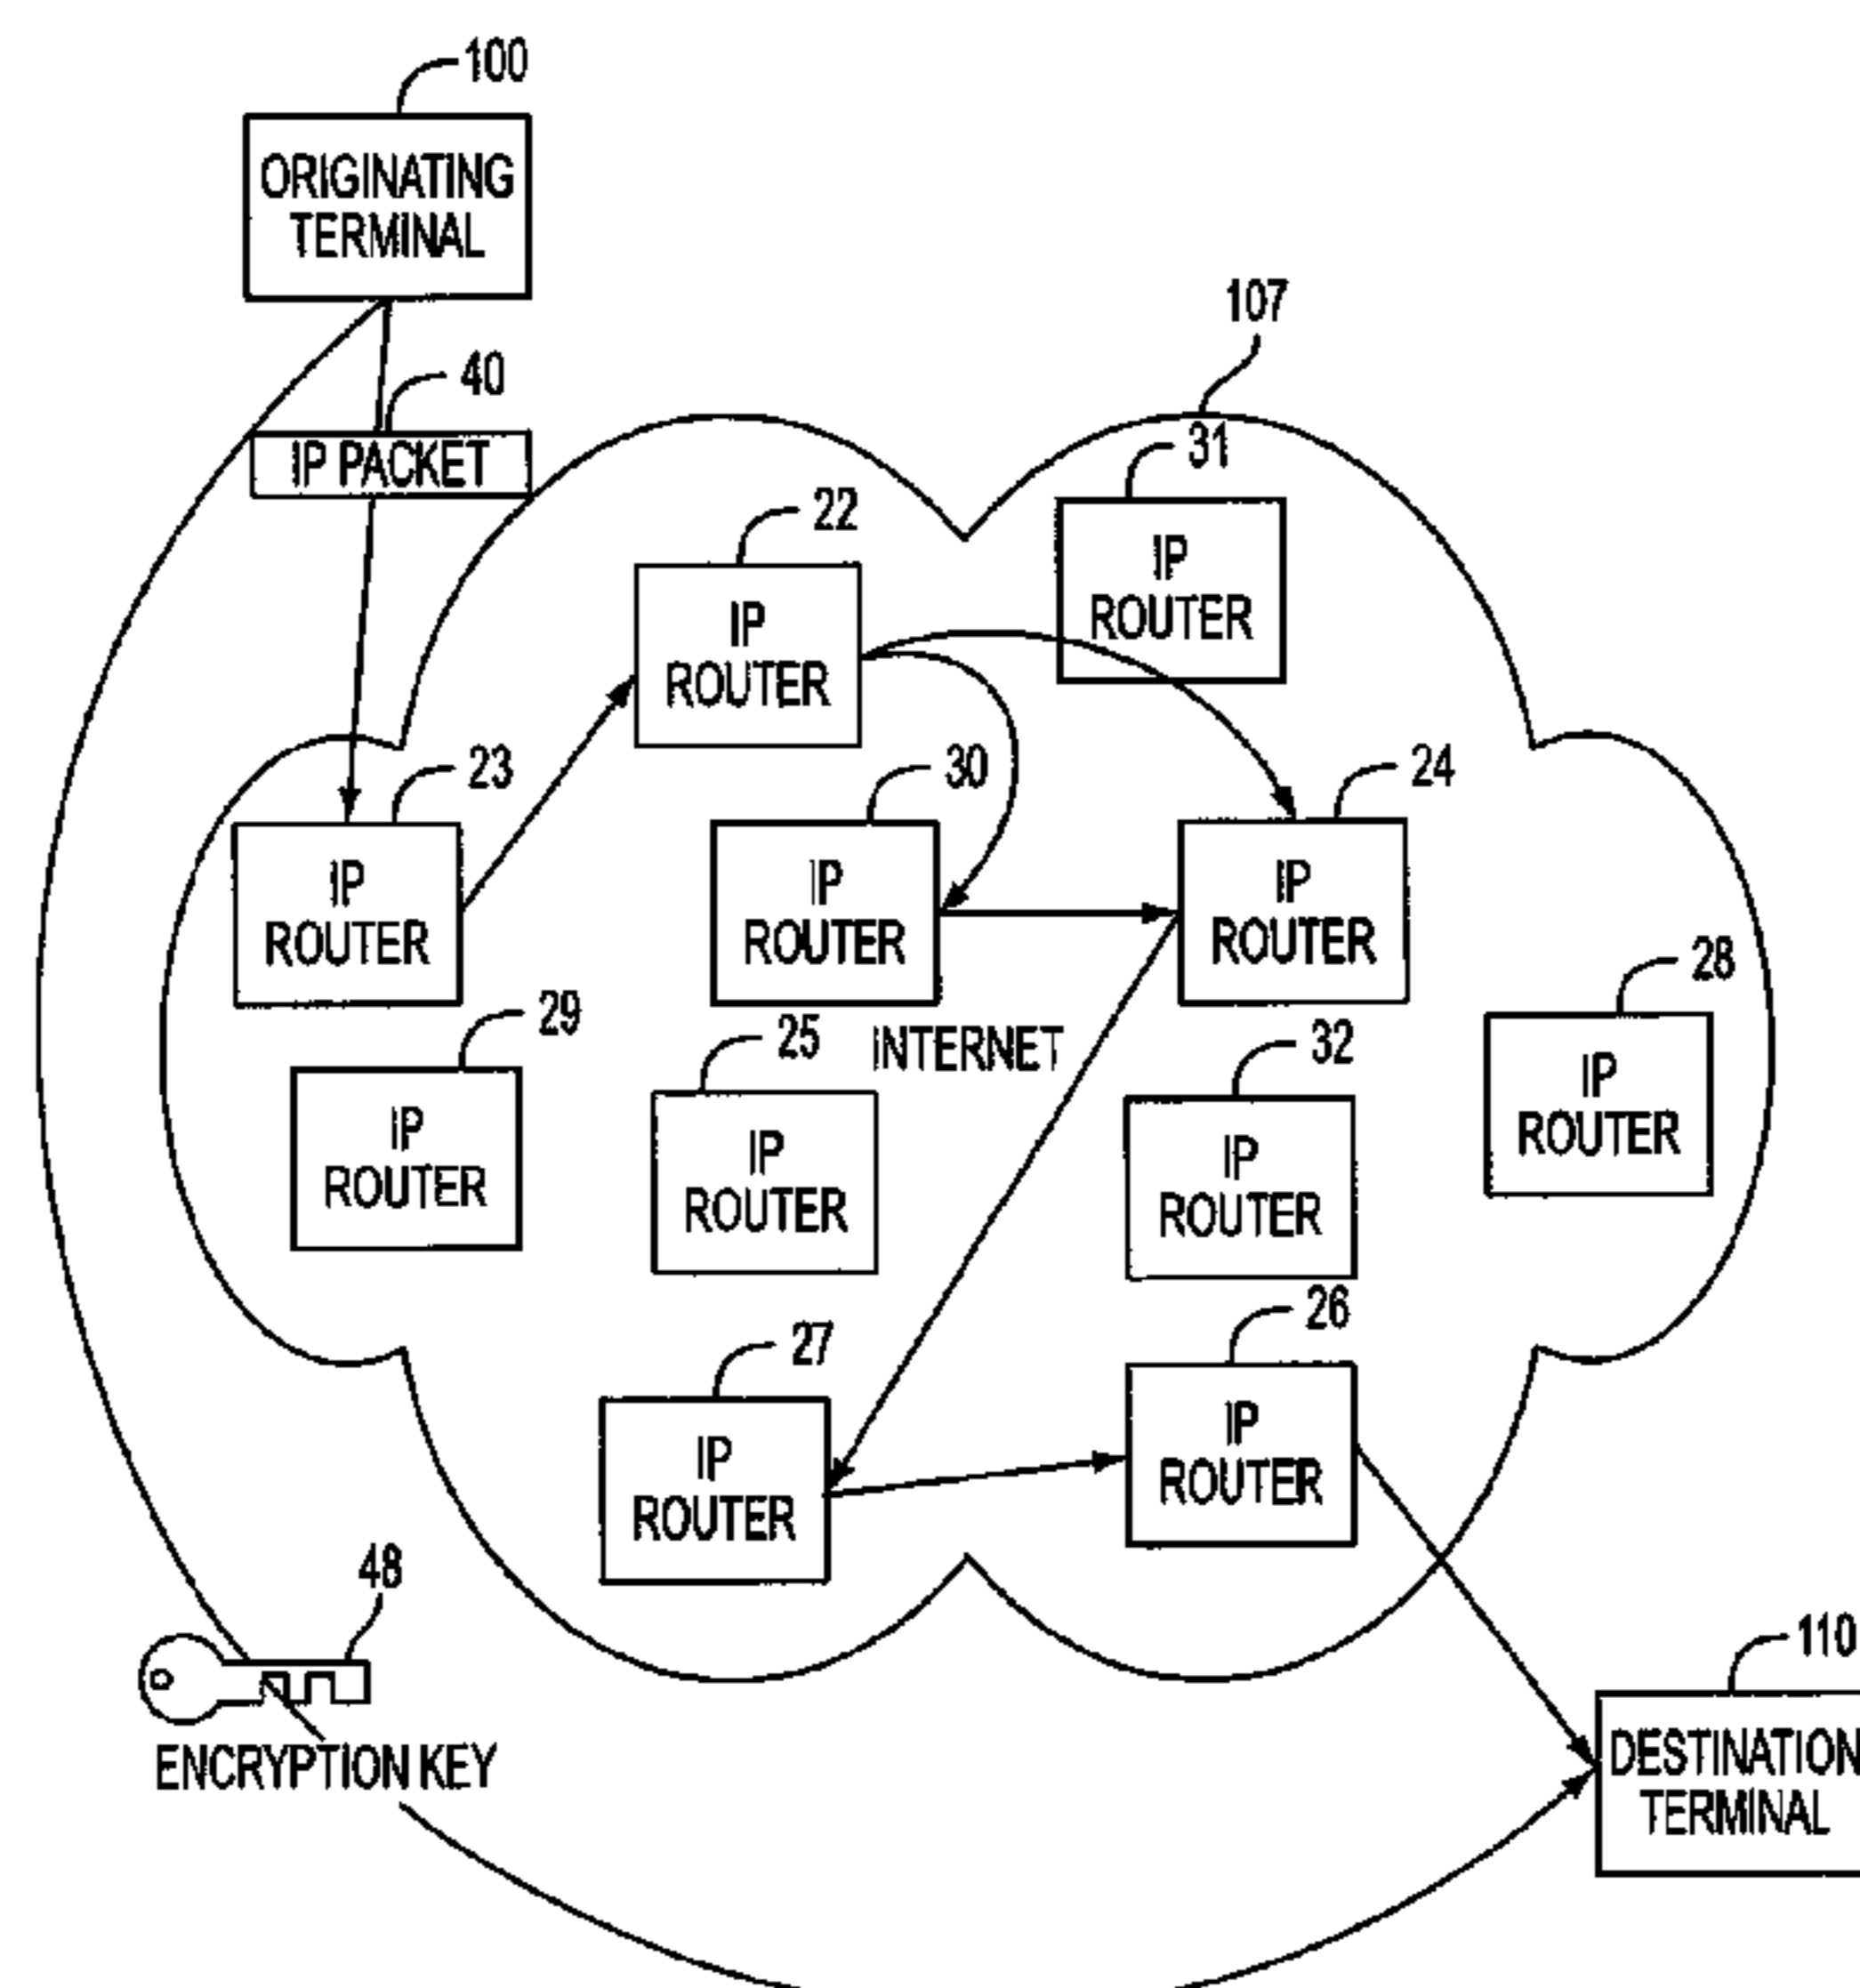 100
ORIGINATING
TERMINAL
107
40
IP PACKET
31
IP
ROUTER
22
IP
ROUTER
23
IP
ROUTER
30
IP
ROUTER
24
IP
ROUTER
28
IP
ROUTER
29
IP
ROUTER
25
IP
ROUTER
INTERNET
32
IP
ROUTER
27
IP
ROUTER
26
IP
ROUTER
48
ENCRYPTION KEY
110
DESTINATION
TERMINAL